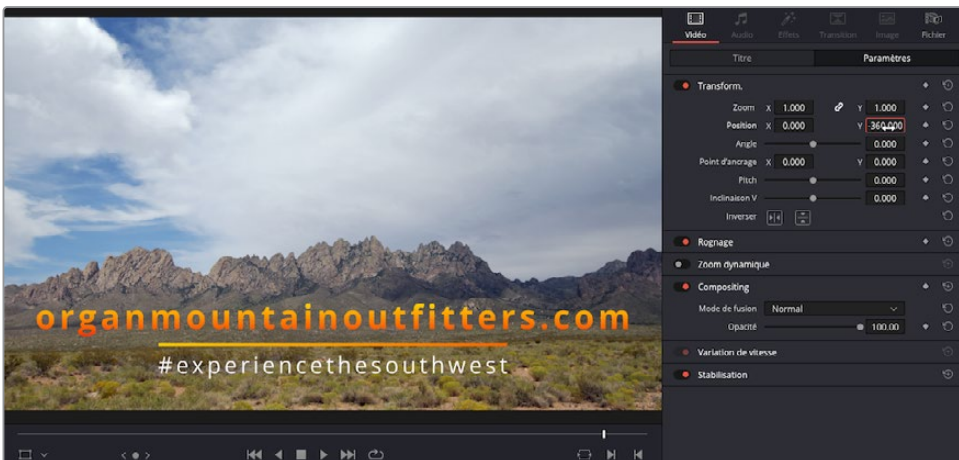 Vidéo Audio Effets Transition Image Fichier
Titre Paramètres
Transform.
Zoom X 1.000 Y 1.000
Position X 0.000 Y -360.000
Angle 0.000
Point d'ancrage X 0.000 Y 0.000
Pitch 0.000
Inclinaison V 0.000
Inverser
Rognage
Zoom dynamique
Compositing
Mode de fusion Normal
Opacité 100.00
Variation de vitesse
Stabilisation
organmountainoutfitters.com
#experiencethesouthwest